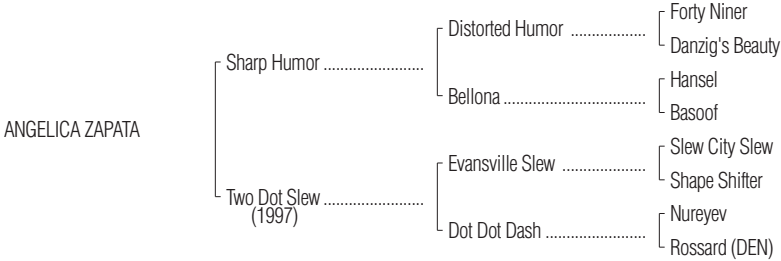 Forty Niner
Distorted Humor ......................
Danzig's Beauty
Sharp Humor ......................
Hansel
Bellona ..................................
Basoof
ANGELICA ZAPATA
Slew City Slew
Evansville Slew ......................
Shape Shifter
Two Dot Slew ......................
(1997)
Nureyev
Dot Dot Dash ......................
Rossard (DEN)